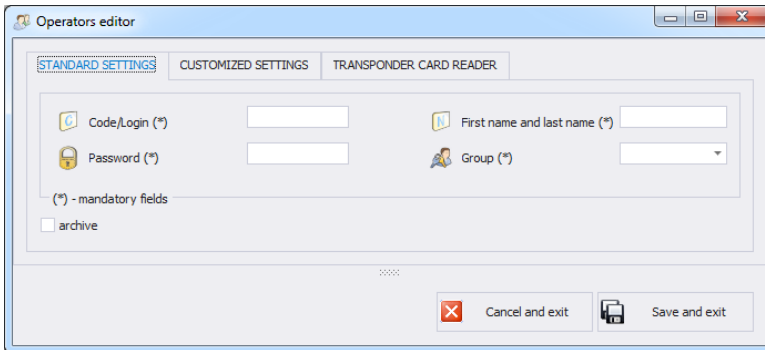 Operators editor
STANDARD SETTINGS CUSTOMIZED SETTINGS TRANSPONDER CARD READER
C Code/Login (*) N First name and last name (*)
Password (*) Group (*)
(*) - mandatory fields
archive
Cancel and exit Save and exit